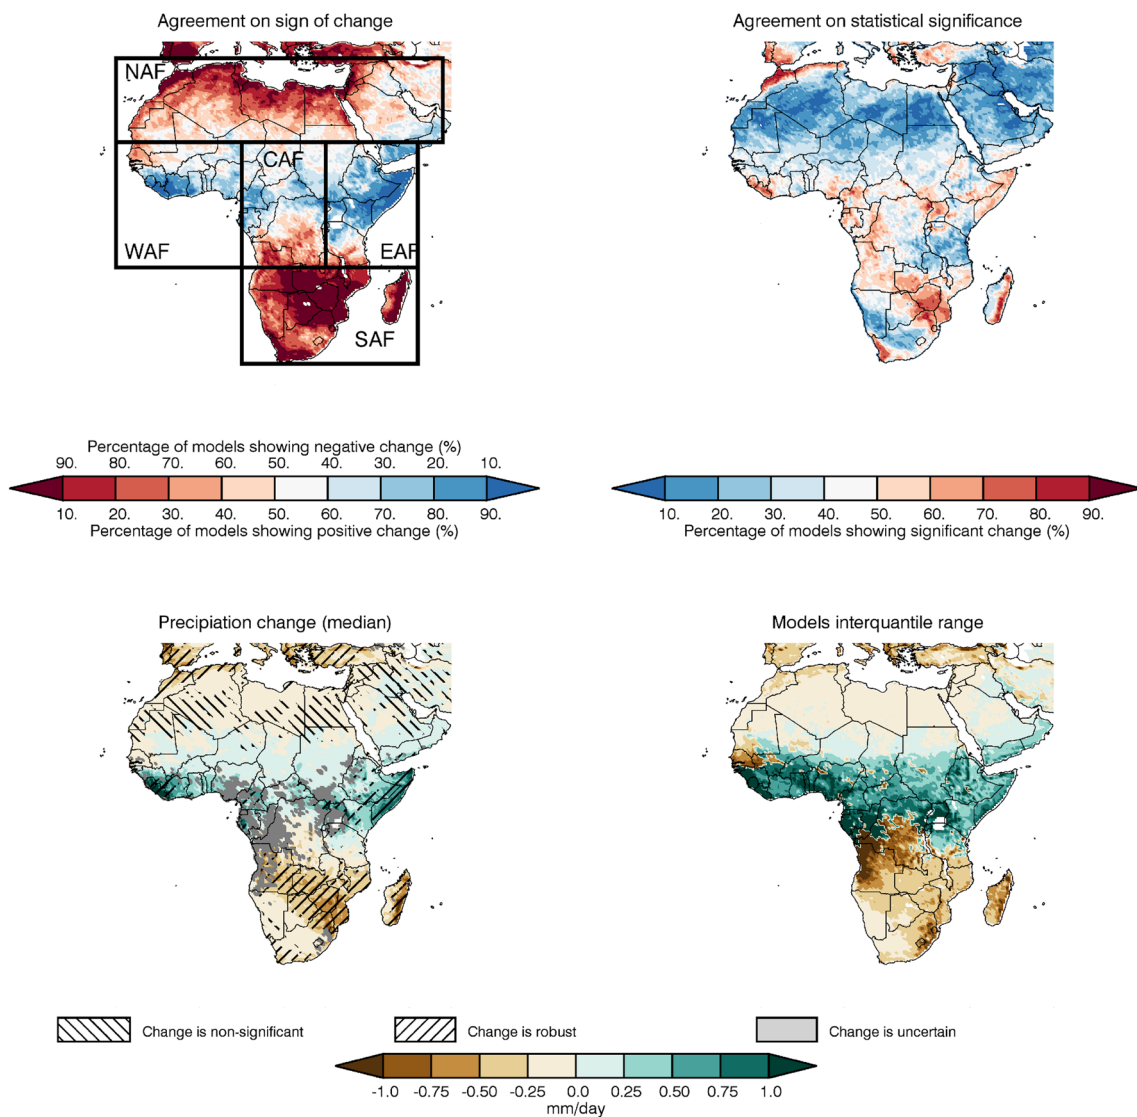 Agreement on sign of change
Agreement on statistical significance
NAF
CAF
WAF
EAF
SAF
Percentage of models showing negative change (%)
90. 80. 70. 60. 50. 40. 30. 20. 10.
10. 20. 30. 40. 50. 60. 70. 80. 90.
Percentage of models showing positive change (%)
10. 20. 30. 40. 50. 60. 70. 80. 90.
Percentage of models showing significant change (%)
Precipiation change (median)
Models interquantile range
Change is non-significant
Change is robust
Change is uncertain
-1.0 -0.75 -0.50 -0.25 0.0 0.25 0.50 0.75 1.0
mm/day